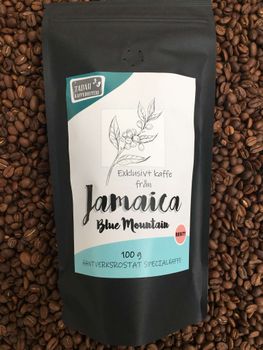 Exklusivt kaffe
från
Jamaica
Blue Mountain
100 g
HANTVERKSROSTAT SPECIALKAFFE